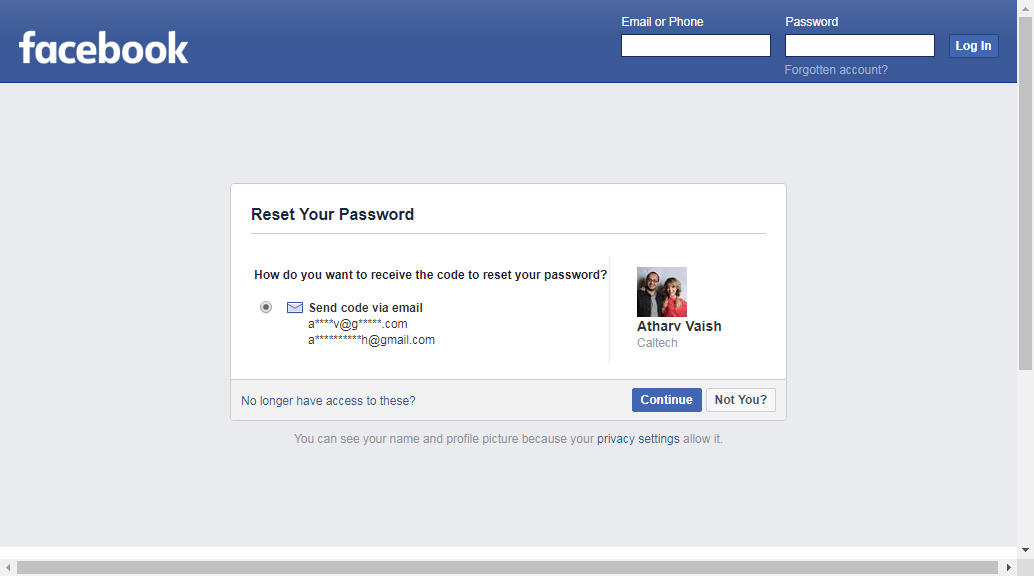 facebook
Email or Phone
Password
Log In
Forgotten account?
Reset Your Password
How do you want to receive the code to reset your password?
Send code via email
a****v@g*****.com
a**********h@gmail.com
Atharv Vaish
Caltech
No longer have access to these?
Continue
Not You?
You can see your name and profile picture because your privacy settings allow it.